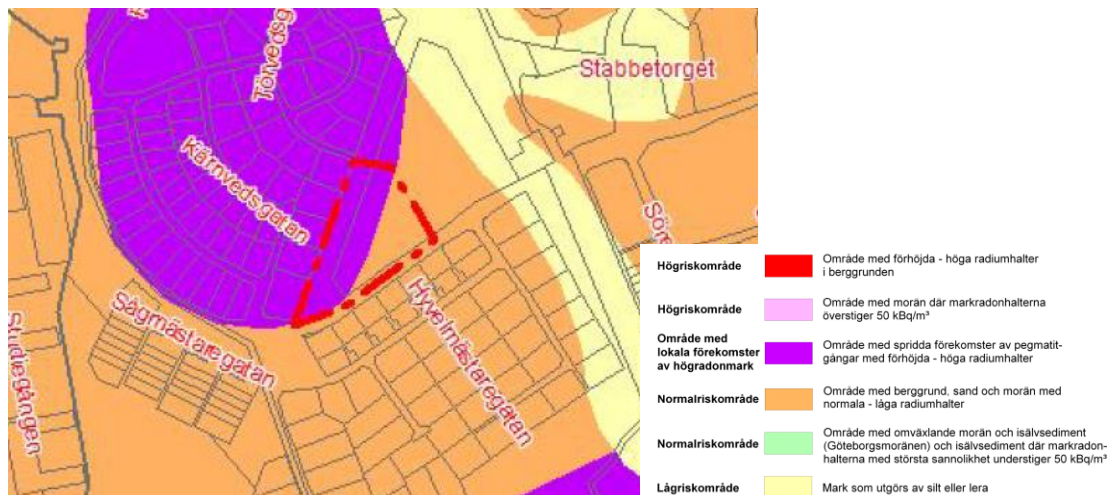 Törvedsg
Stabbetorget
Kärnvedsgatan
Sågmästaregatan
Hyvelmästaregatan
Studiegången
Högriskområde
Område med förhöjda - höga radiumhalter
i berggrunden
Högriskområde
Område med morän där markradonhalterna
överstiger 50 kBq/m³
Område med
lokala förekomster
av högradonmark
Område med spridda förekomster av pegmatit-
gångar med förhöjda - höga radiumhalter
Normalriskområde
Område med berggrund, sand och morän med
normala - låga radiumhalter
Normalriskområde
Område med omväxlande morän och isälvsediment
(Göteborgsmoränen) och isälvsediment där markradon-
halterna med största sannolikhet understiger 50 kBq/m³
Lågriskområde
Mark som utgörs av silt eller lera